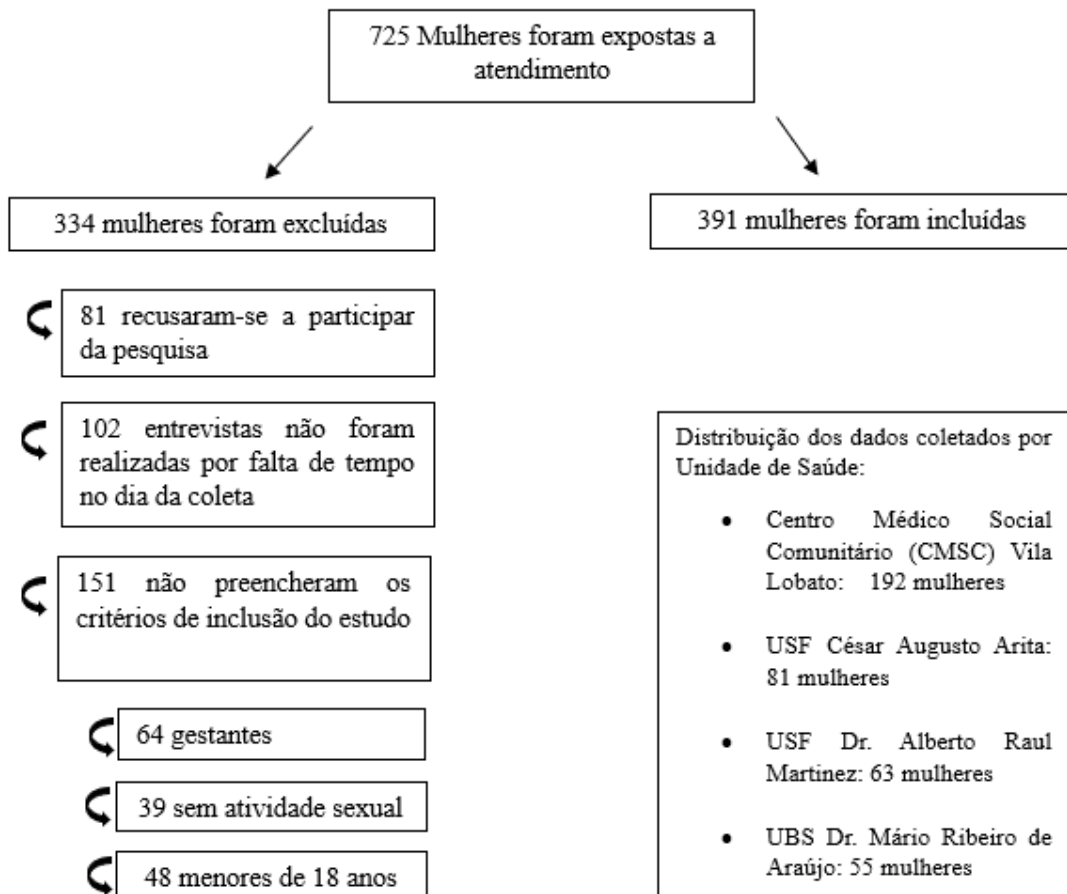 725 Mulheres foram expostas a
atendimento
334 mulheres foram excluídas
391 mulheres foram incluídas
81 recusaram-se a participar
da pesquisa
102 entrevistas não foram
realizadas por falta de tempo
no dia da coleta
151 não preencheram os
critérios de inclusão do estudo
64 gestantes
39 sem atividade sexual
48 menores de 18 anos
Distribuição dos dados coletados por
Unidade de Saúde:
• Centro Médico Social
Comunitário (CMSC) Vila
Lobato: 192 mulheres
• USF César Augusto Arita:
81 mulheres
• USF Dr. Alberto Raul
Martinez: 63 mulheres
• UBS Dr. Mário Ribeiro de
Araújo: 55 mulheres